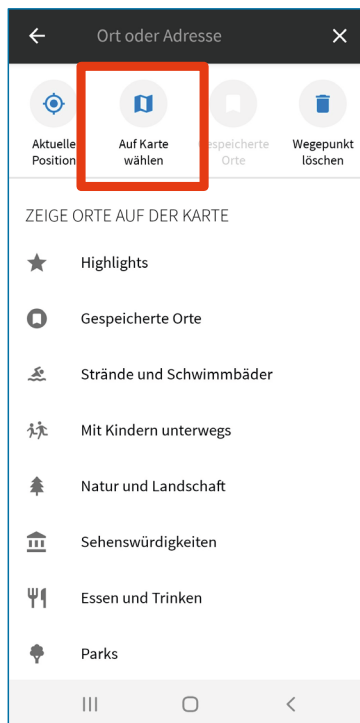 Ort oder Adresse
Aktuelle Position
Auf Karte wählen
espeicherte Orte
Wegepunkt löschen
ZEIGE ORTE AUF DER KARTE
Highlights
Gespeicherte Orte
Strände und Schwimmbäder
Mit Kindern unterwegs
Natur und Landschaft
Sehenswürdigkeiten
Essen und Trinken
Parks